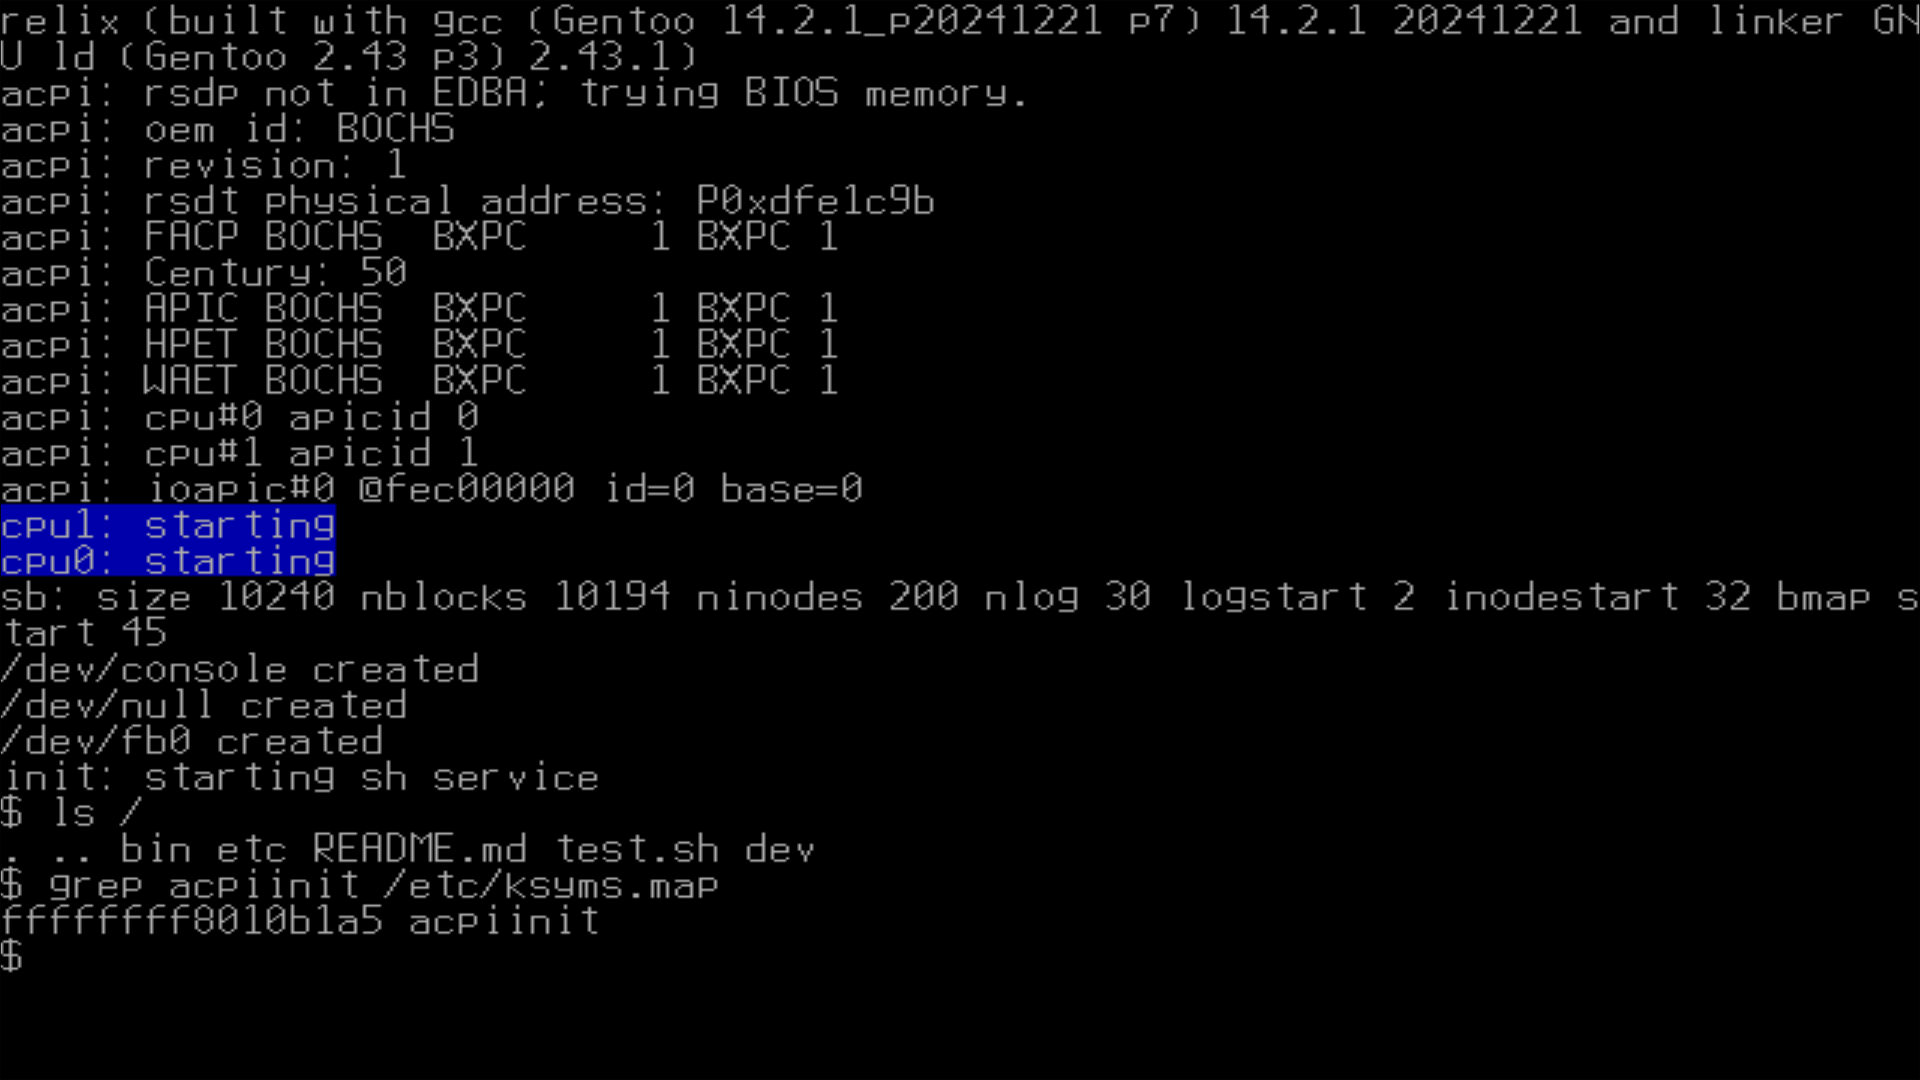 relix (built with gcc (Gentoo 14.2.1_p20241221 p7) 14.2.1 20241221 and linker GN
U ld (Gentoo 2.43 p3) 2.43.1)
acpi: rsdp not in EDBA; trying BIOS memory.
acpi: oem id: BOCHS
acpi: revision: 1
acpi: rsdt physical address: P0xdfe1c9b
acpi: FACP BOCHS  BXPC     1 BXPC 1
acpi: Century: 50
acpi: APIC BOCHS  BXPC     1 BXPC 1
acpi: HPET BOCHS  BXPC     1 BXPC 1
acpi: WAET BOCHS  BXPC     1 BXPC 1
acpi: cpu#0 apicid 0
acpi: cpu#1 apicid 1
acpi: ioapic#0 @fec00000 id=0 base=0
cpu1: starting
cpu0: starting
sb: size 10240 nblocks 10194 ninodes 200 nlog 30 logstart 2 inodestart 32 bmap s
tart 45
/dev/console created
/dev/null created
/dev/fb0 created
init: starting sh service
$ ls /
. .. bin etc README.md test.sh dev
$ grep acpiinit /etc/ksyms.map
ffffffff8010b1a5 acpiinit
$